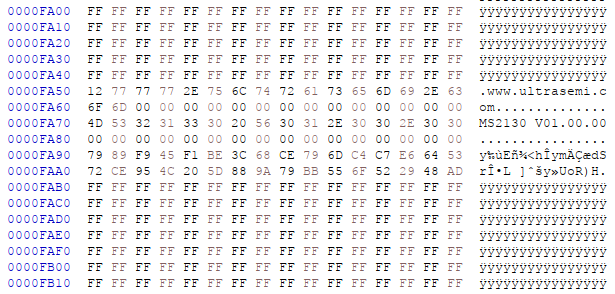 0000FA00 FF FF FF FF FF FF FF FF FF FF FF FF FF FF FF FF ÿÿÿÿÿÿÿÿÿÿÿÿÿÿÿÿ
0000FA10 FF FF FF FF FF FF FF FF FF FF FF FF FF FF FF FF ÿÿÿÿÿÿÿÿÿÿÿÿÿÿÿÿ
0000FA20 FF FF FF FF FF FF FF FF FF FF FF FF FF FF FF FF ÿÿÿÿÿÿÿÿÿÿÿÿÿÿÿÿ
0000FA30 FF FF FF FF FF FF FF FF FF FF FF FF FF FF FF FF ÿÿÿÿÿÿÿÿÿÿÿÿÿÿÿÿ
0000FA40 FF FF FF FF FF FF FF FF FF FF FF FF FF FF FF FF ÿÿÿÿÿÿÿÿÿÿÿÿÿÿÿÿ
0000FA50 12 77 77 77 2E 75 6C 74 72 61 73 65 6D 69 2E 63 .www.ultrasemi.c
0000FA60 6F 6D 00 00 00 00 00 00 00 00 00 00 00 00 00 00 om..............
0000FA70 4D 53 32 31 33 30 20 56 30 31 2E 30 30 2E 30 30 MS2130 V01.00.00
0000FA80 00 00 00 00 00 00 00 00 00 00 00 00 00 00 00 00 ................
0000FA90 79 89 F9 45 F1 BE 3C 68 CE 79 6D C4 C7 E6 64 53 y‰ùEñ¾<hÎymÄÇædS
0000FAA0 72 CE 95 4C 20 5D 88 9A 79 BB 55 6F 52 29 48 AD rÎ•L ]ˆšy»UoR)H.
0000FAB0 FF FF FF FF FF FF FF FF FF FF FF FF FF FF FF FF ÿÿÿÿÿÿÿÿÿÿÿÿÿÿÿÿ
0000FAC0 FF FF FF FF FF FF FF FF FF FF FF FF FF FF FF FF ÿÿÿÿÿÿÿÿÿÿÿÿÿÿÿÿ
0000FAD0 FF FF FF FF FF FF FF FF FF FF FF FF FF FF FF FF ÿÿÿÿÿÿÿÿÿÿÿÿÿÿÿÿ
0000FAE0 FF FF FF FF FF FF FF FF FF FF FF FF FF FF FF FF ÿÿÿÿÿÿÿÿÿÿÿÿÿÿÿÿ
0000FAF0 FF FF FF FF FF FF FF FF FF FF FF FF FF FF FF FF ÿÿÿÿÿÿÿÿÿÿÿÿÿÿÿÿ
0000FB00 FF FF FF FF FF FF FF FF FF FF FF FF FF FF FF FF ÿÿÿÿÿÿÿÿÿÿÿÿÿÿÿÿ
0000FB10 FF FF FF FF FF FF FF FF FF FF FF FF FF FF FF FF ÿÿÿÿÿÿÿÿÿÿÿÿÿÿÿÿ